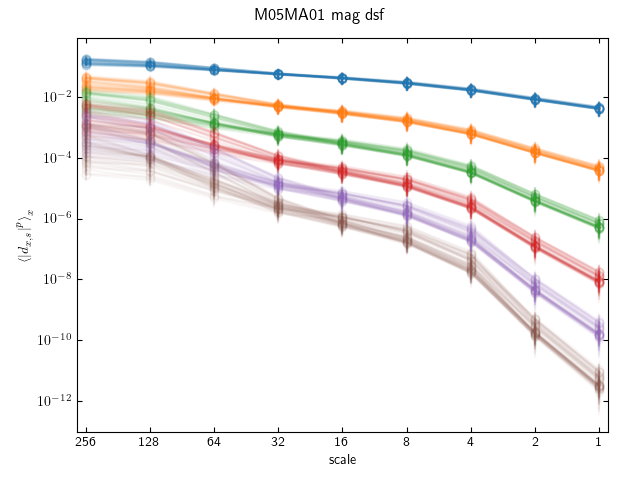 M05MA01 mag dsf
10^{-2}
10^{-4}
10^{-6}
10^{-8}
10^{-10}
10^{-12}
⟨|d_{x,s}|^p⟩_x
256 128 64 32 16 8 4 2 1
scale